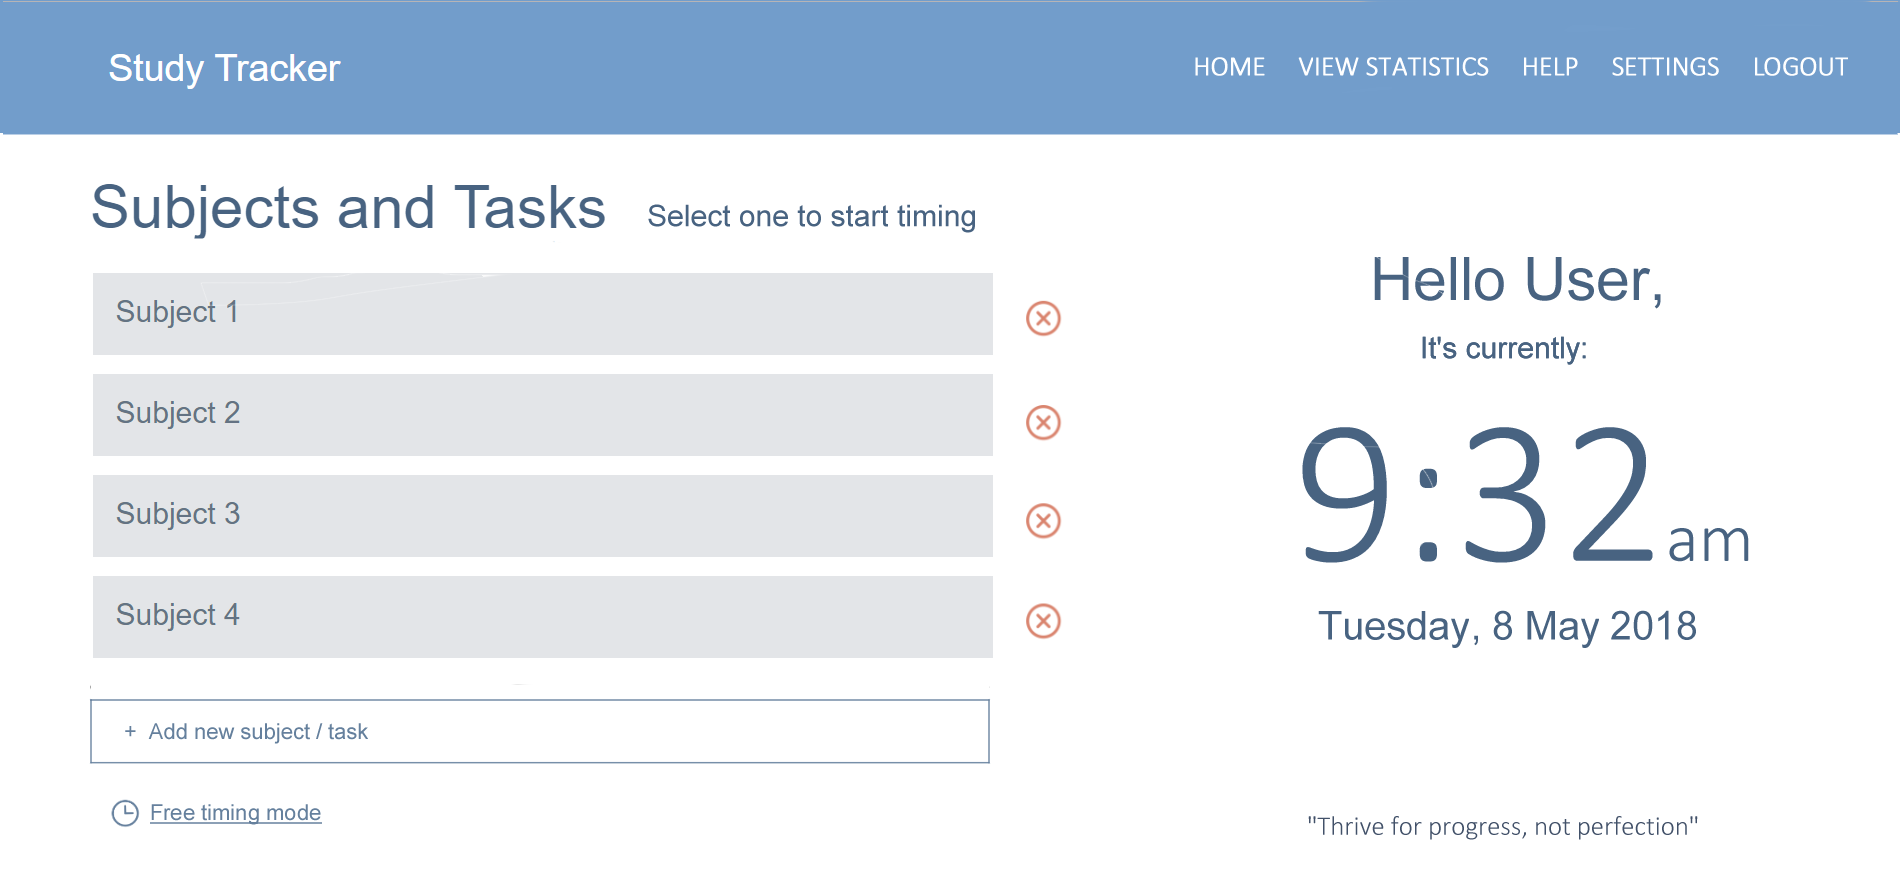 Study Tracker
HOME VIEW STATISTICS HELP SETTINGS LOGOUT
Subjects and Tasks Select one to start timing
Subject 1
Subject 2
Subject 3
Subject 4
+ Add new subject / task
Free timing mode
Hello User,
It's currently:
9:32am
Tuesday, 8 May 2018
"Thrive for progress, not perfection"